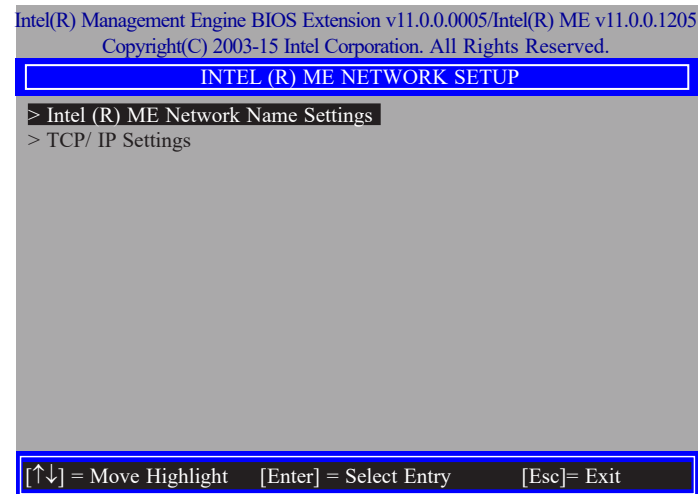 Intel(R) Management Engine BIOS Extension v11.0.0.0005/Intel(R) ME v11.0.0.1205
Copyright(C) 2003-15 Intel Corporation. All Rights Reserved.
INTEL (R) ME NETWORK SETUP
> Intel (R) ME Network Name Settings
> TCP/ IP Settings
[↑↓] = Move Highlight [Enter] = Select Entry [Esc]= Exit